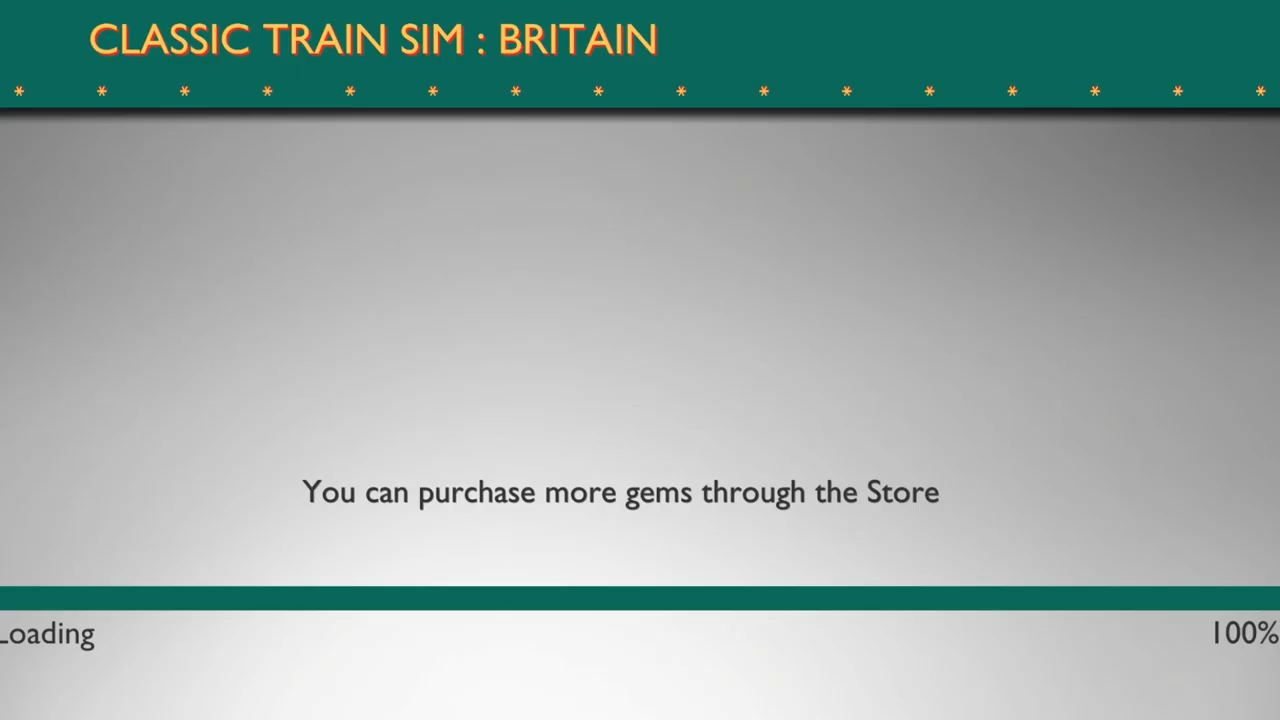 CLASSIC TRAIN SIM : BRITAIN
* * * * * * * * * * * * * * * *
You can purchase more gems through the Store
Loading
100%